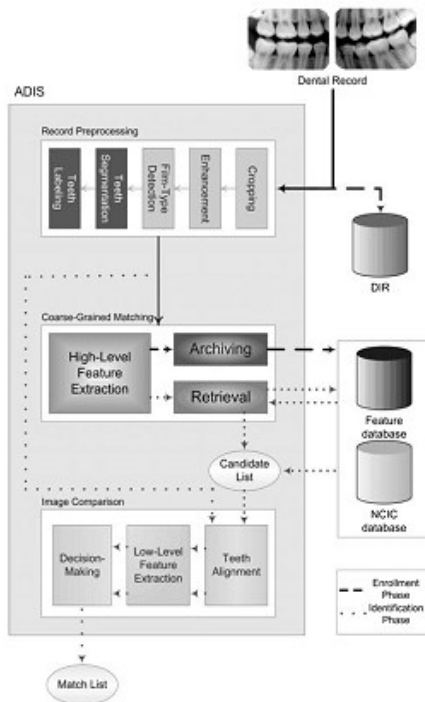 Dental Record
ADIS
Record Preprocessing
Teeth
Labeling
Teeth
Segmentation
Film-Type
Detection
Enhancement
Cropping
DIR
Coarse-Grained Matching
High-Level
Feature
Extraction
Archiving
Retrieval
Feature
database
Candidate
List
NCIC
database
Image Comparison
Decision-
Making
Low-Level
Feature
Extraction
Teeth
Alignment
Enrollment
Phase
Identification
Phase
Match List